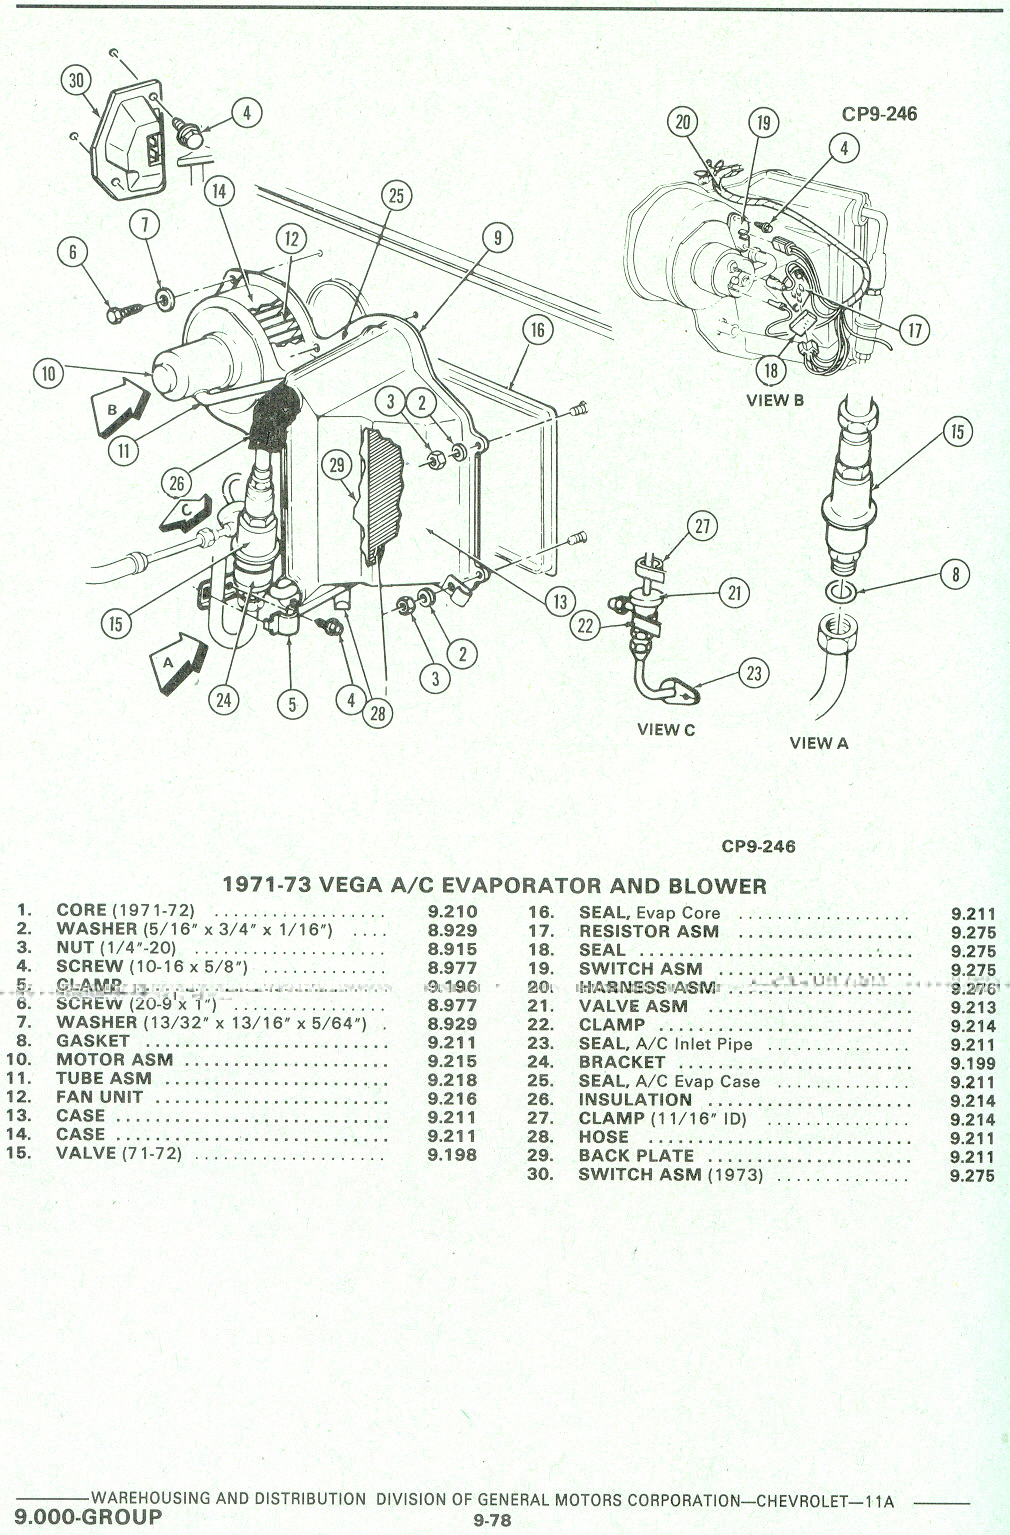 30
4
CP9-246
20
19
4
14
25
7
12
9
6
16
17
10
18
B
3
2
VIEW B
11
15
29
26
C
27
8
21
13
22
15
2
A
3
23
24
5
4
28
VIEW C
VIEW A
CP9-246
1971-73 VEGA A/C EVAPORATOR AND BLOWER
1. CORE (1971-72) .................. 9.210
2. WASHER (5/16" x 3/4" x 1/16") .... 8.929
3. NUT (1/4"-20) .................... 8.915
4. SCREW (10-16 x 5/8") ............. 8.977
5. CLAMP 9.196
6. SCREW (20-9 x 1") ................ 8.977
7. WASHER (13/32" x 13/16" x 5/64") . 8.929
8. GASKET ......................... 9.211
10. MOTOR ASM ..................... 9.215
11. TUBE ASM ....................... 9.218
12. FAN UNIT ........................ 9.216
13. CASE ............................ 9.211
14. CASE ............................ 9.211
15. VALVE (71-72) .................... 9.198
16. SEAL, Evap Core .................. 9.211
17. RESISTOR ASM .................. 9.275
18. SEAL ............................ 9.275
19. SWITCH ASM .................... 9.275
20. HARNESS ASM ................... 9.276
21. VALVE ASM ..................... 9.213
22. CLAMP .......................... 9.214
23. SEAL, A/C Inlet Pipe ............... 9.211
24. BRACKET ........................ 9.199
25. SEAL, A/C Evap Case .............. 9.211
26. INSULATION ..................... 9.214
27. CLAMP (11/16" ID) ............... 9.214
28. HOSE ........................... 9.211
29. BACK PLATE ..................... 9.211
30. SWITCH ASM (1973) .............. 9.275
WAREHOUSING AND DISTRIBUTION DIVISION OF GENERAL MOTORS CORPORATION—CHEVROLET—11A
9.000-GROUP
9-78